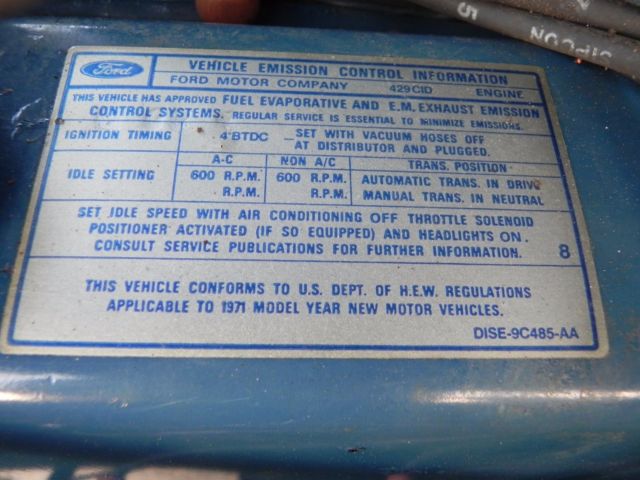 SIPCON 5
Ford
VEHICLE EMISSION CONTROL INFORMATION
FORD MOTOR COMPANY 429CID ENGINE
THIS VEHICLE HAS APPROVED FUEL EVAPORATIVE AND E.M. EXHAUST EMISSION
CONTROL SYSTEMS. REGULAR SERVICE IS ESSENTIAL TO MINIMIZE EMISSIONS.
IGNITION TIMING 4°BTDC —SET WITH VACUUM HOSES OFF
AT DISTRIBUTOR AND PLUGGED.
A-C NON A/C TRANS. POSITION
IDLE SETTING 600 R.P.M. 600 R.P.M. AUTOMATIC TRANS. IN DRIVE
R.P.M. R.P.M. MANUAL TRANS. IN NEUTRAL
SET IDLE SPEED WITH AIR CONDITIONING OFF THROTTLE SOLENOID
POSITIONER ACTIVATED (IF SO EQUIPPED) AND HEADLIGHTS ON.
CONSULT SERVICE PUBLICATIONS FOR FURTHER INFORMATION. 8
THIS VEHICLE CONFORMS TO U.S. DEPT. OF H.E.W. REGULATIONS
APPLICABLE TO 1971 MODEL YEAR NEW MOTOR VEHICLES.
DISE-9C485-AA